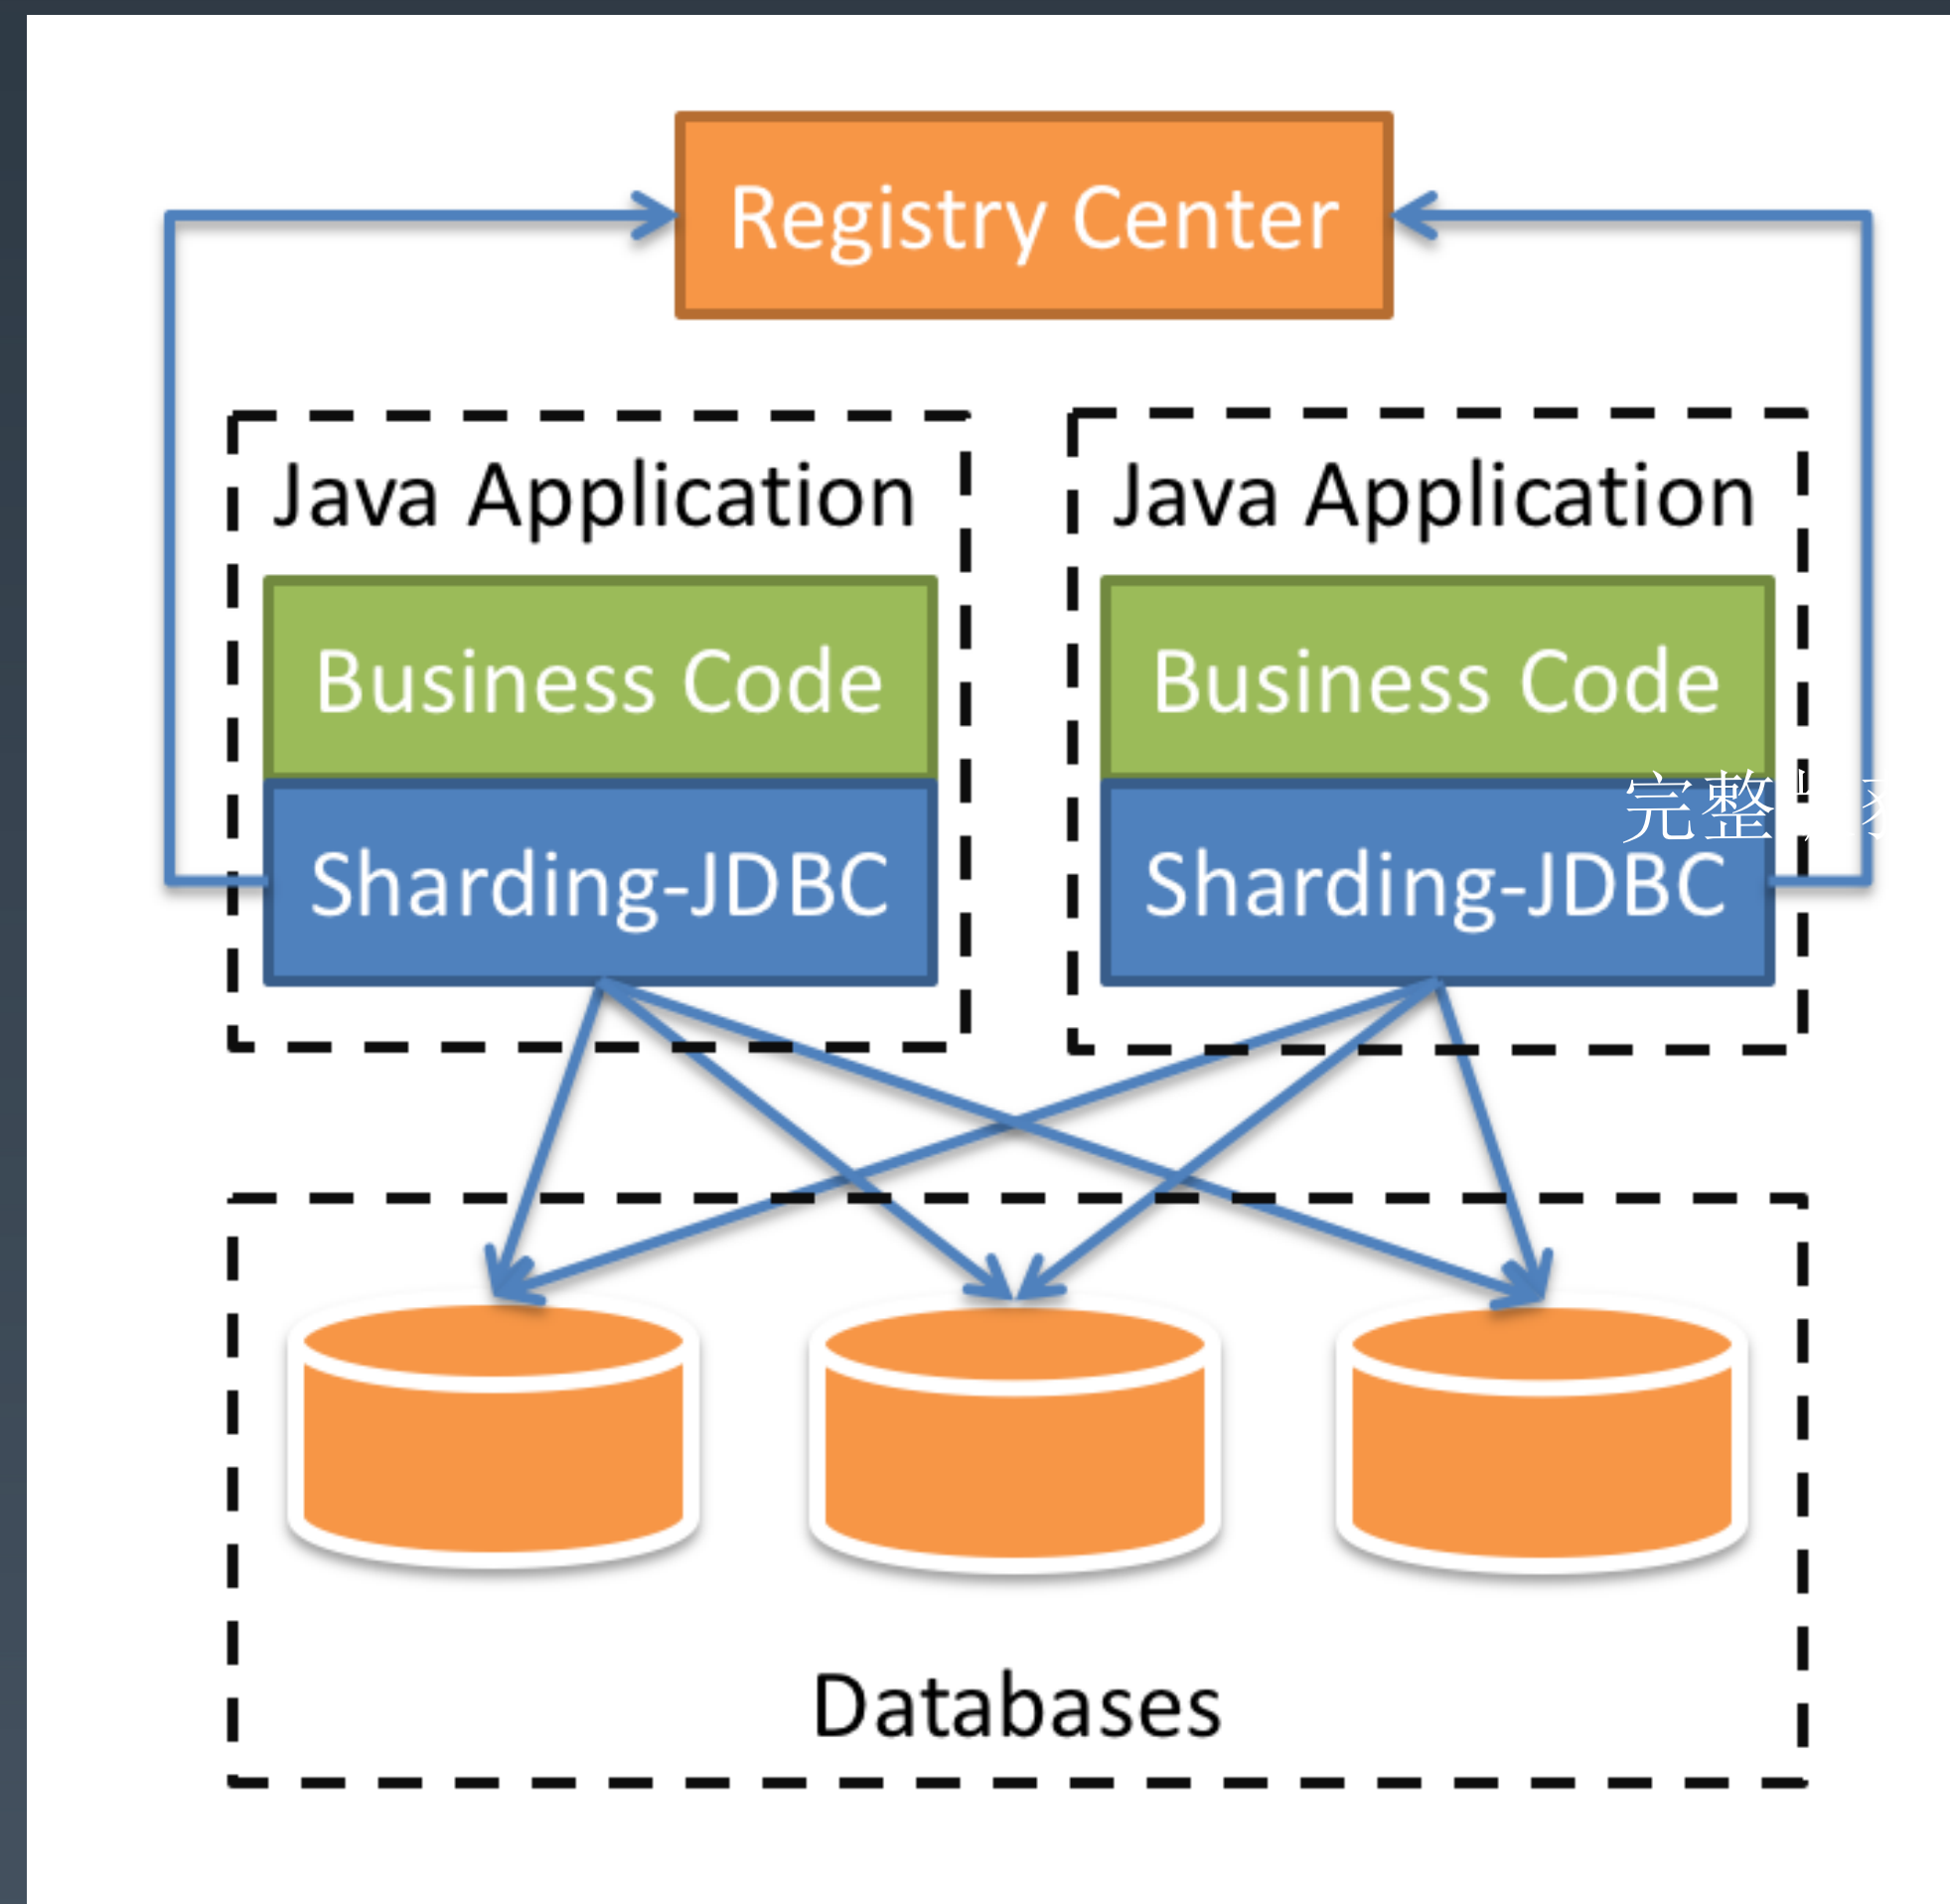 Registry Center
Java Application
Java Application
Business Code
Business Code
完整
Sharding-JDBC
Sharding-JDBC
Databases